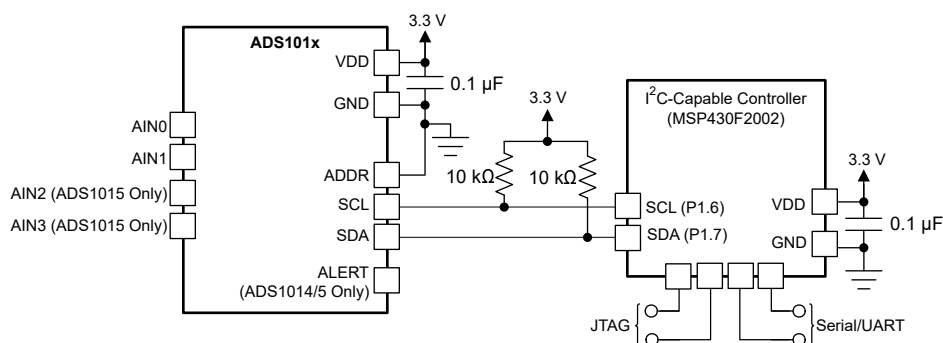 3.3 V
ADS101x
VDD
0.1 µF
GND
3.3 V
I²C-Capable Controller
(MSP430F2002)
AIN0
AIN1
3.3 V
ADDR
10 kΩ
10 kΩ
AIN2 (ADS1015 Only)
SCL
SCL (P1.6)
VDD
0.1 µF
AIN3 (ADS1015 Only)
SDA
SDA (P1.7)
GND
ALERT
(ADS1014/5 Only)
JTAG
Serial/UART